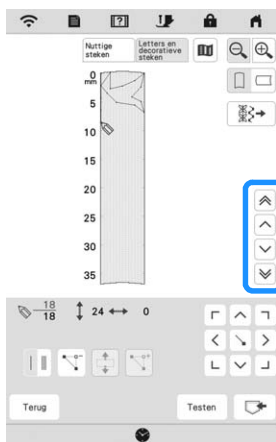 Nuttige
steken
Letters en
decoratieve
steken
0
mm
5
10
15
20
25
30
35
18
18
24
0
Terug
Testen